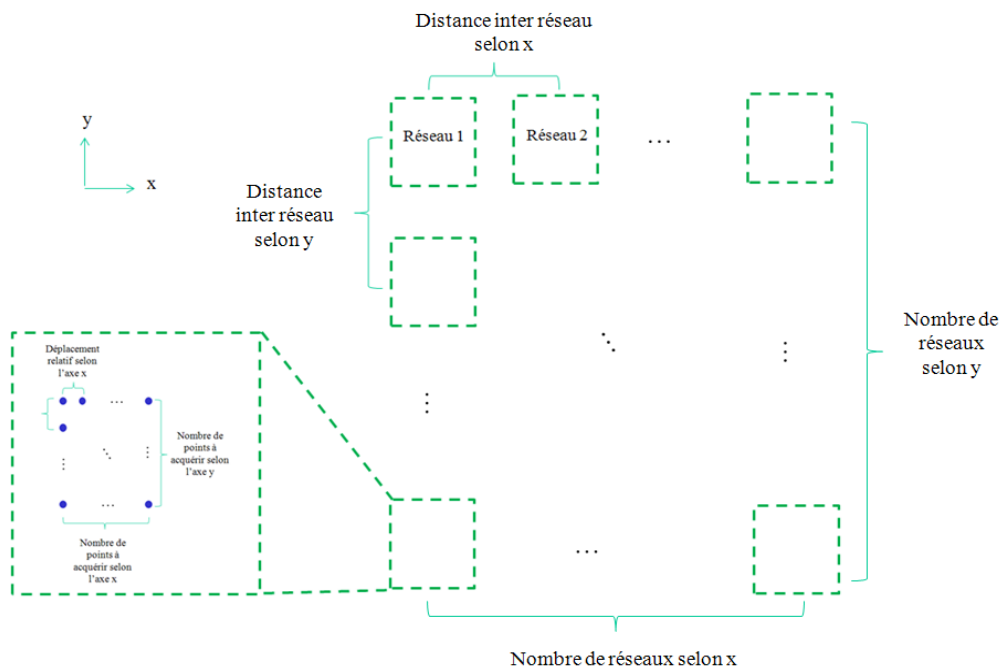 Distance inter réseau
selon x
y
x
Réseau 1
Réseau 2
...
Distance
inter réseau
selon y
Nombre de
réseaux
selon y
Déplacement
relatif selon
l'axe x
...
Nombre de
points à
acquérir selon
l'axe y
...
Nombre de
points à
acquérir selon
l'axe x
...
Nombre de réseaux selon x